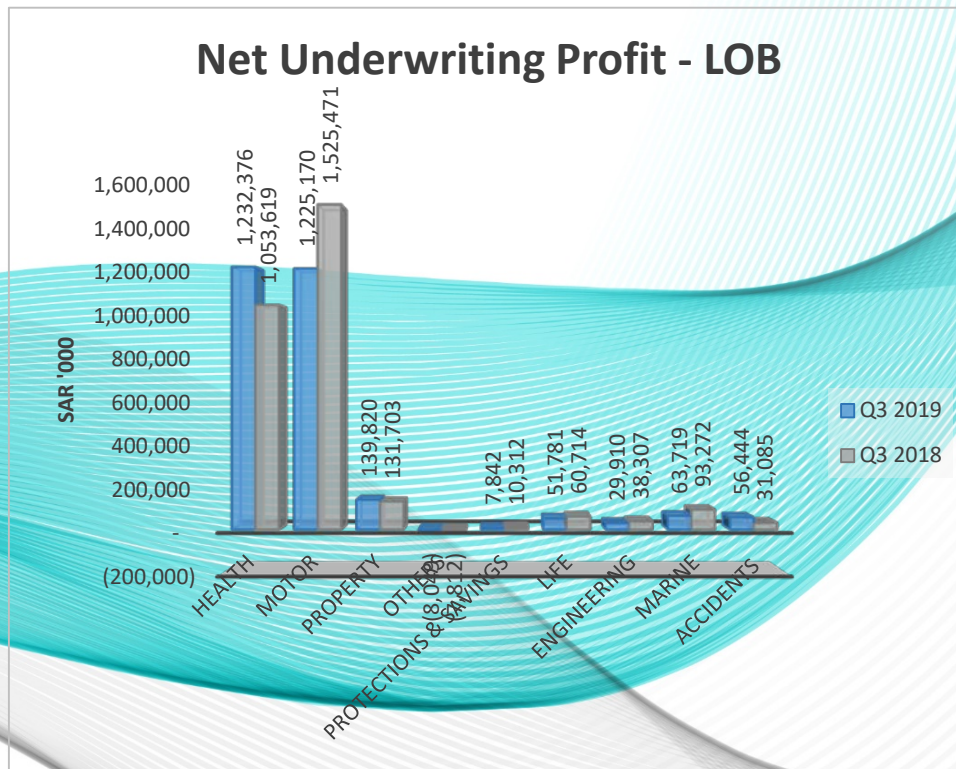 Net Underwriting Profit - LOB
SAR '000
1,600,000
1,400,000
1,200,000
1,000,000
800,000
600,000
400,000
200,000
-
(200,000)
1,232,376
1,053,619
1,225,170
1,525,471
139,820
131,703
7,842
10,312
51,781
60,714
29,910
38,307
63,719
93,272
56,444
31,085
HEALTH
MOTOR
PROPERTY
OTHERS
PROTECTIONS & SAVINGS
LIFE
ENGINEERING
MARINE
ACCIDENTS
Q3 2019
Q3 2018